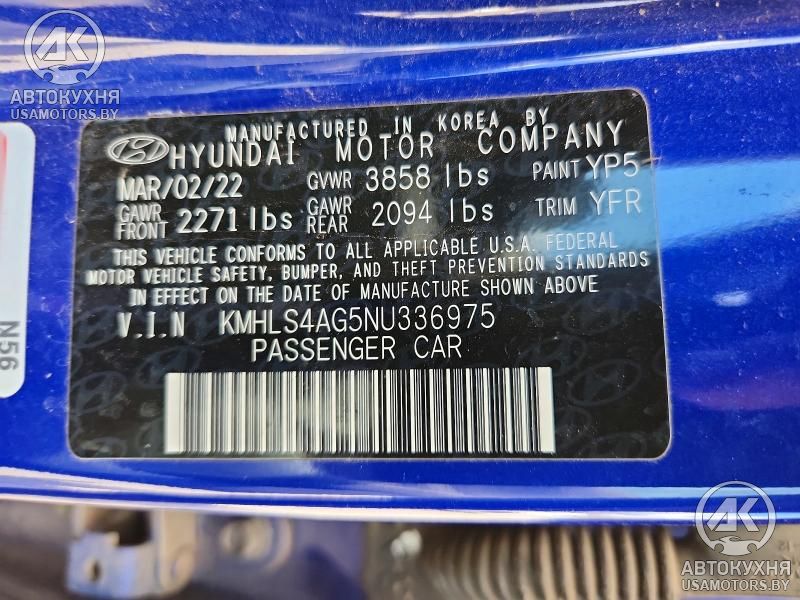 AK
АВТОКУХНЯ
USAMOTORS.BY
MANUFACTURED IN KOREA BY
HYUNDAI MOTOR COMPANY
MAR/02/22 GVWR 3858 lbs PAINT YP5
GAWR FRONT 2271 lbs GAWR REAR 2094 lbs TRIM YFR
THIS VEHICLE CONFORMS TO ALL APPLICABLE U.S.A. FEDERAL
MOTOR VEHICLE SAFETY, BUMPER, AND THEFT PREVENTION STANDARDS
IN EFFECT ON THE DATE OF MANUFACTURE SHOWN ABOVE.
V.I.N KMHLS4AG5NU336975
PASSENGER CAR
N56
AK
АВТОКУХНЯ
USAMOTORS.BY